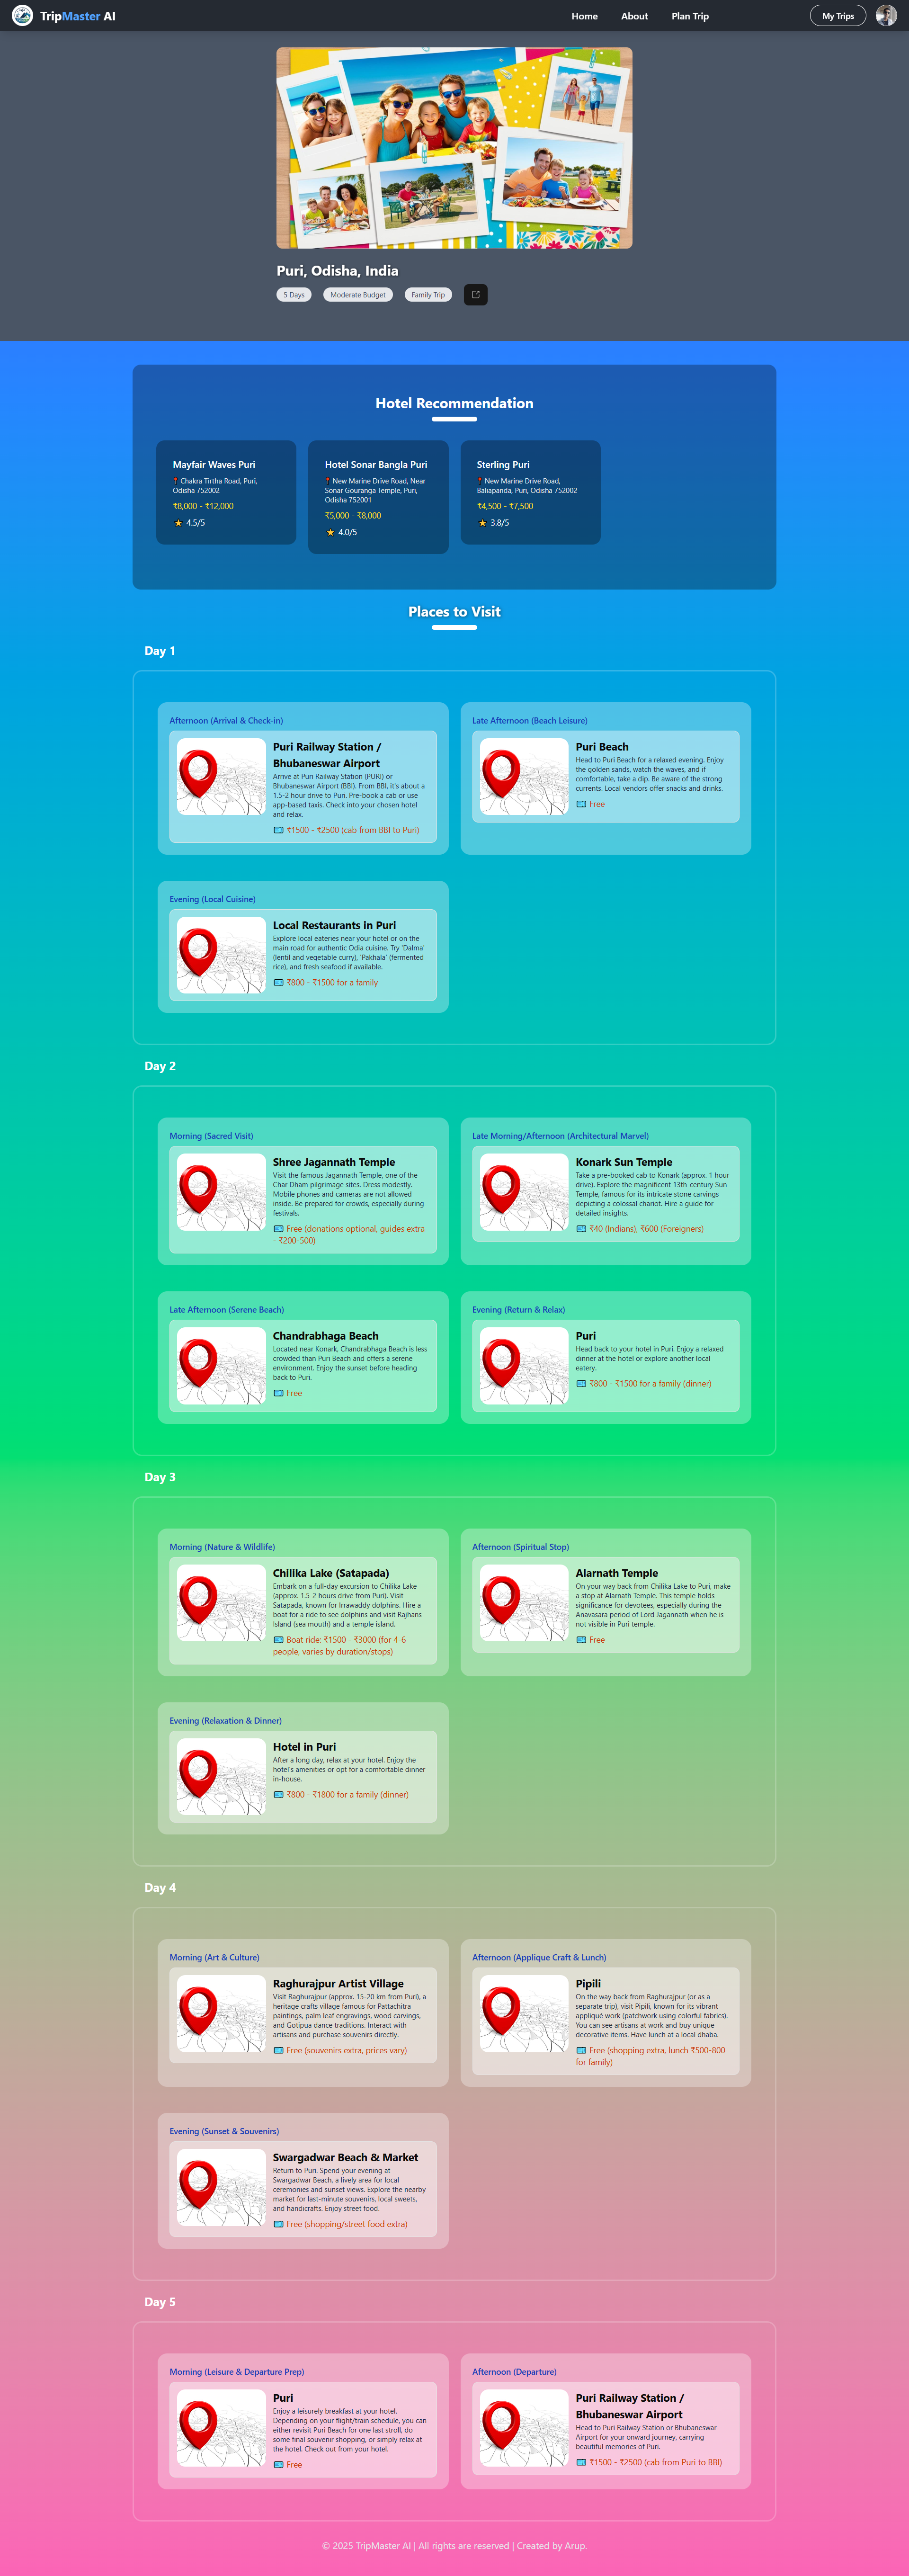 TripMaster AI
Home
About
Plan Trip
My Trips
Puri, Odisha, India
5 Days
Moderate Budget
Family Trip
Hotel Recommendation
Mayfair Waves Puri
Chakra Tirtha Road, Puri,
Odisha 752002
₹8,000 - ₹12,000
4.5/5
Hotel Sonar Bangla Puri
New Marine Drive Road, Near
Sonar Gouranga Temple, Puri,
Odisha 752001
₹5,000 - ₹8,000
4.0/5
Sterling Puri
New Marine Drive Road,
Baliapanda, Puri, Odisha 752002
₹4,500 - ₹7,500
3.8/5
Places to Visit
Day 1
Afternoon (Arrival & Check-in)
Puri Railway Station /
Bhubaneswar Airport
Arrive at Puri Railway Station (PURI) or
Bhubaneswar Airport (BBI). From BBI, it's about a
1.5-2 hour drive to Puri. Pre-book a cab or use
app-based taxis. Check into your chosen hotel
and relax.
₹1500 - ₹2500 (cab from BBI to Puri)
Late Afternoon (Beach Leisure)
Puri Beach
Head to Puri Beach for a relaxed evening. Enjoy
the golden sands, watch the waves, and if
comfortable, take a dip. Be aware of the strong
currents. Local vendors offer snacks and drinks.
Free
Evening (Local Cuisine)
Local Restaurants in Puri
Explore local eateries near your hotel or on the
main road for authentic Odia cuisine. Try 'Dalma'
(lentil and vegetable curry), 'Pakhala' (fermented
rice), and fresh seafood if available.
₹800 - ₹1500 for a family
Day 2
Morning (Sacred Visit)
Shree Jagannath Temple
Visit the famous Jagannath Temple, one of the
Char Dham pilgrimage sites. Dress modestly.
Mobile phones and cameras are not allowed
inside. Be prepared for crowds, especially during
festivals.
Free (donations optional, guides extra
- ₹200-500)
Late Morning/Afternoon (Architectural Marvel)
Konark Sun Temple
Take a pre-booked cab to Konark (approx. 1 hour
drive). Explore the magnificent 13th-century Sun
Temple, famous for its intricate stone carvings
depicting a colossal chariot. Hire a guide for
detailed insights.
₹40 (Indians), ₹600 (Foreigners)
Late Afternoon (Serene Beach)
Chandrabhaga Beach
Located near Konark, Chandrabhaga Beach is less
crowded than Puri Beach and offers a serene
environment. Enjoy the sunset before heading
back to Puri.
Free
Evening (Return & Relax)
Puri
Head back to your hotel in Puri. Enjoy a relaxed
dinner at the hotel or explore another local
eatery.
₹800 - ₹1500 for a family (dinner)
Day 3
Morning (Nature & Wildlife)
Chilika Lake (Satapada)
Embark on a full-day excursion to Chilika Lake
(approx. 1.5-2 hours drive from Puri). Visit
Satapada, known for Irrawaddy dolphins. Hire a
boat for a ride to see dolphins and visit Rajhans
Island (sea mouth) and a temple island.
Boat ride: ₹1500 - ₹3000 (for 4-6
people, varies by duration/stops)
Afternoon (Spiritual Stop)
Alarnath Temple
On your way back from Chilika Lake to Puri, make
a stop at Alarnath Temple. This temple holds
significance for devotees, especially during the
Anavasara period of Lord Jagannath when he is
not visible in Puri temple.
Free
Evening (Relaxation & Dinner)
Hotel in Puri
After a long day, relax at your hotel. Enjoy the
hotel's amenities or opt for a comfortable dinner
in-house.
₹800 - ₹1800 for a family (dinner)
Day 4
Morning (Art & Culture)
Raghurajpur Artist Village
Visit Raghurajpur (approx. 15-20 km from Puri), a
heritage crafts village famous for Pattachitra
paintings, palm leaf engravings, wood carvings,
and Gotipua dance traditions. Interact with
artisans and purchase souvenirs directly.
Free (souvenirs extra, prices vary)
Afternoon (Applique Craft & Lunch)
Pipili
On the way back from Raghurajpur (or as a
separate trip), visit Pipili, known for its vibrant
appliqué work (patchwork using colorful fabrics).
You can see artisans at work and buy unique
decorative items. Have lunch at a local dhaba.
Free (shopping extra, lunch ₹500-800
for family)
Evening (Sunset & Souvenirs)
Swargadwar Beach & Market
Return to Puri. Spend your evening at
Swargadwar Beach, a lively area for local
ceremonies and sunset views. Explore the nearby
market for last-minute souvenirs, local sweets,
and handicrafts. Enjoy street food.
Free (shopping/street food extra)
Day 5
Morning (Leisure & Departure Prep)
Puri
Enjoy a leisurely breakfast at your hotel.
Depending on your flight/train schedule, you can
either revisit Puri Beach for one last stroll, do
some final souvenir shopping, or simply relax at
the hotel. Check out from your hotel.
Free
Afternoon (Departure)
Puri Railway Station /
Bhubaneswar Airport
Head to Puri Railway Station or Bhubaneswar
Airport for your onward journey, carrying
beautiful memories of Puri.
₹1500 - ₹2500 (cab from Puri to BBI)
© 2025 TripMaster AI | All rights are reserved | Created by Arup.